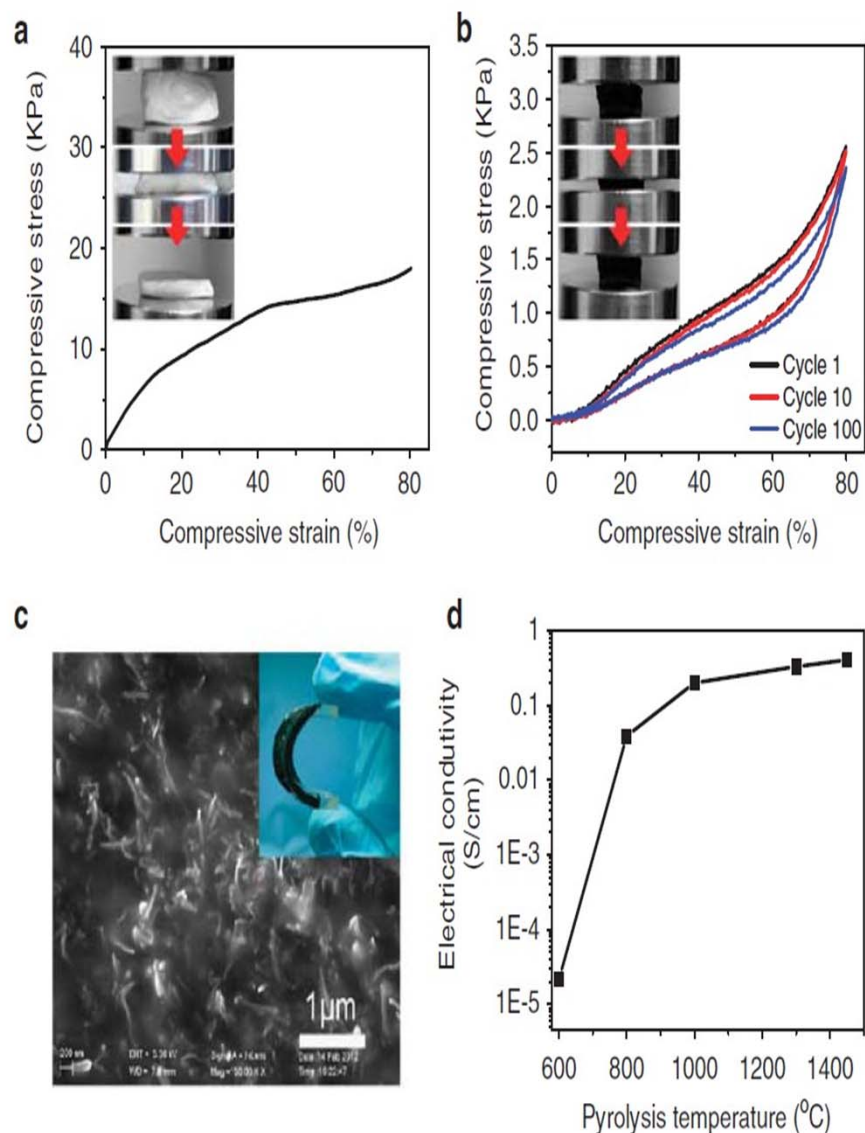 a
Compressive stress (KPa)
40
30
20
10
0
0 20 40 60 80
Compressive strain (%)
b
Compressive stress (KPa)
3.5
3.0
2.5
2.0
1.5
1.0
0.5
0.0
Cycle 1
Cycle 10
Cycle 100
0 20 40 60 80
Compressive strain (%)
c
1μm
200 nm
d
Electrical condutivity
(S/cm)
1
0.1
0.01
1E-3
1E-4
1E-5
600 800 1000 1200 1400
Pyrolysis temperature (°C)